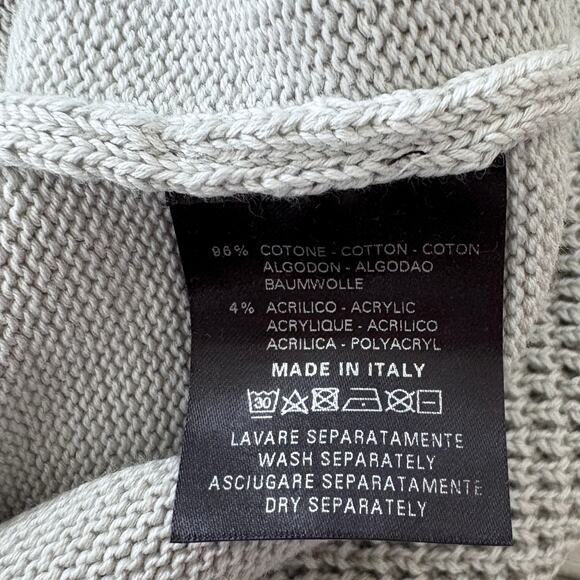 96% COTONE - COTTON - COTON
ALGODON - ALGODAO
BAUMWOLLE
4% ACRILICO - ACRYLIC
ACRYLIQUE - ACRILICO
ACRILICA - POLYACRYL
MADE IN ITALY
30
LAVARE SEPARATAMENTE
WASH SEPARATELY
ASCIUGARE SEPARATAMENTE
DRY SEPARATELY